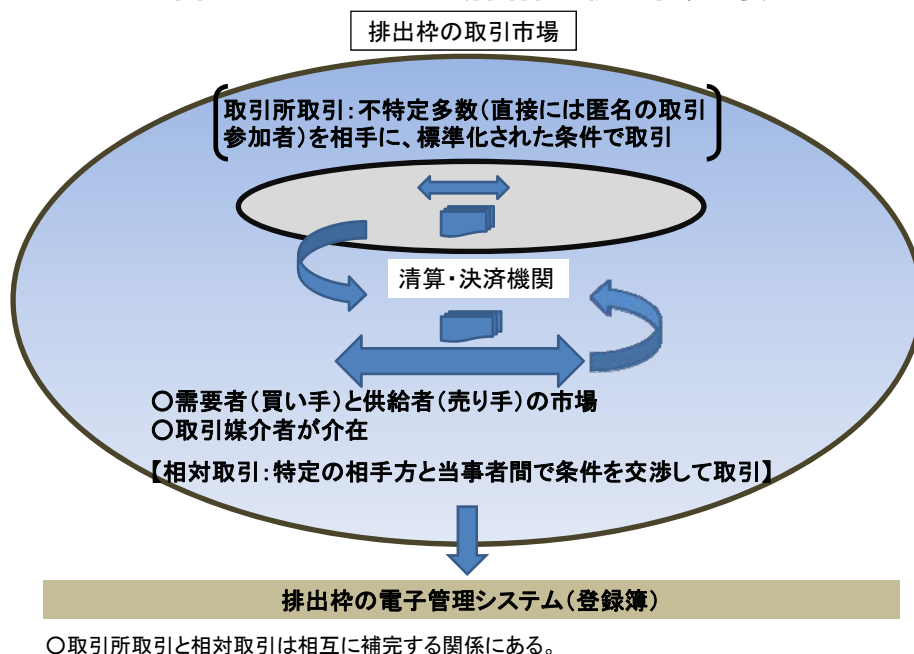 排出枠の取引市場
取引所取引:不特定多数(直接には匿名の取引
参加者)を相手に、標準化された条件で取引
清算・決済機関
○需要者(買い手)と供給者(売り手)の市場
○取引媒介者が介在
【相対取引:特定の相手方と当事者間で条件を交渉して取引】
排出枠の電子管理システム(登録簿)
○取引所取引と相対取引は相互に補完する関係にある。